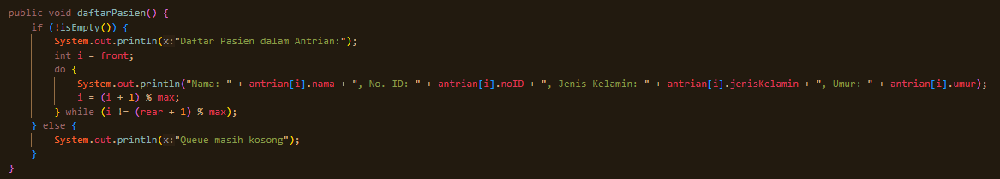 public void daftarPasien() {
if (!isEmpty()) {
System.out.println(x:"Daftar Pasien dalam Antrian:");
int i = front;
do {
System.out.println("Nama: " + antrian[i].nama + ", No. ID: " + antrian[i].noID + ", Jenis Kelamin: " + antrian[i].jenisKelamin + ", Umur: " + antrian[i].umur);
i = (i + 1) % max;
} while (i != (rear + 1) % max);
} else {
System.out.println(x:"Queue masih kosong");
}
}